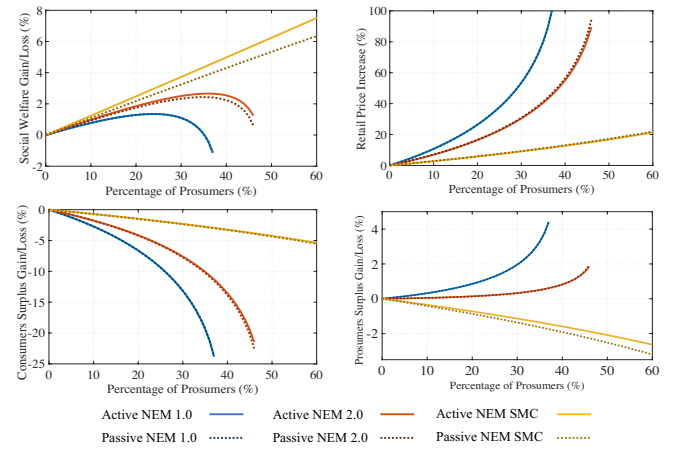 Social Welfare Gain/Loss (%)
8
6
4
2
0
-2
0 10 20 30 40 50 60
Percentage of Prosumers (%)
Retail Price Increase (%)
100
80
60
40
20
0
0 10 20 30 40 50 60
Percentage of Prosumers (%)
Consumers Surplus Gain/Loss (%)
0
-5
-10
-15
-20
-25
0 10 20 30 40 50 60
Percentage of Prosumers (%)
Prosumers Surplus Gain/Loss (%)
4
2
0
-2
0 10 20 30 40 50 60
Percentage of Prosumers (%)
Active NEM 1.0 Active NEM 2.0 Active NEM SMC
Passive NEM 1.0 Passive NEM 2.0 Passive NEM SMC